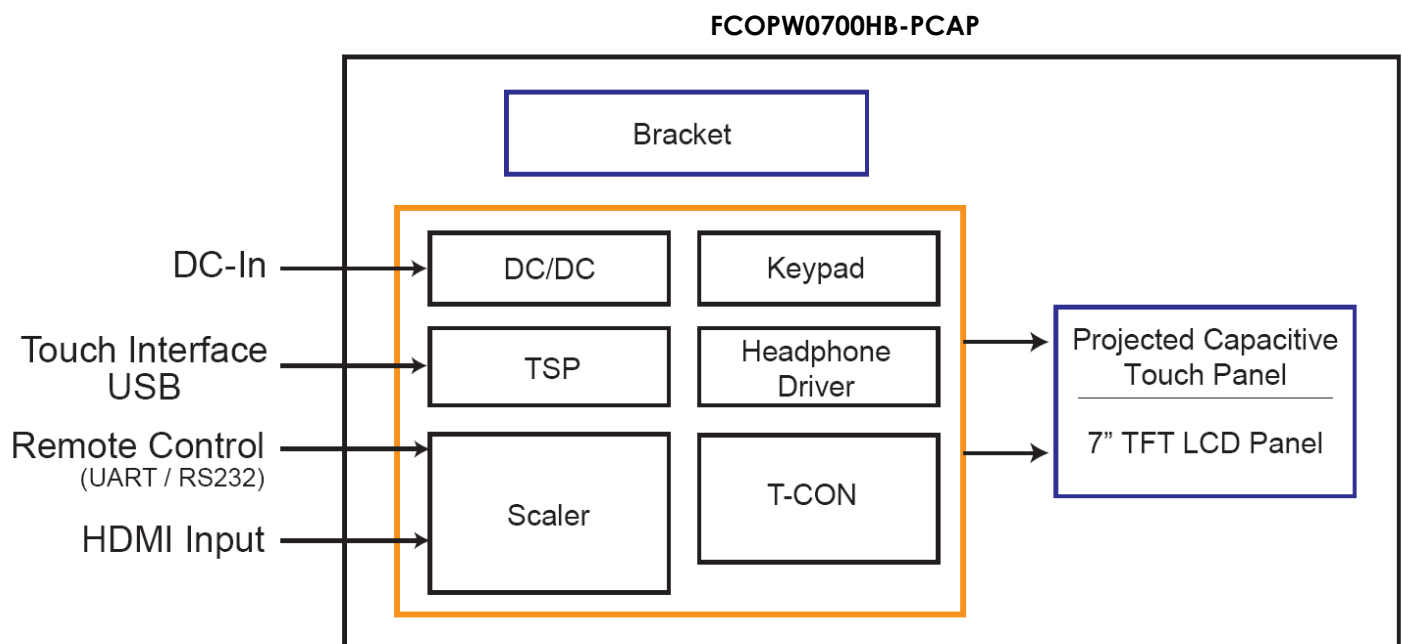 FCOPW0700HB-PCAP
Bracket
DC-In
DC/DC
Keypad
Touch Interface
USB
TSP
Headphone
Driver
Projected Capacitive
Touch Panel
7” TFT LCD Panel
Remote Control
(UART / RS232)
HDMI Input
Scaler
T-CON